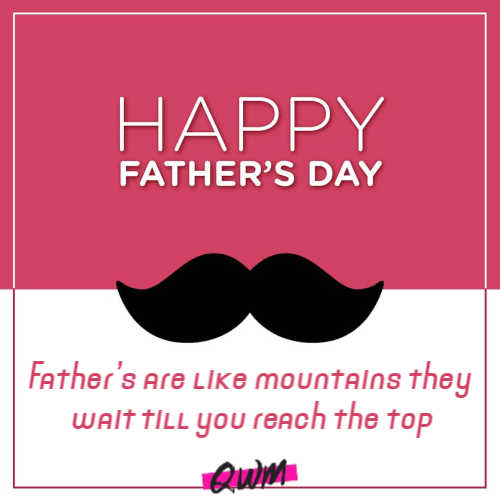 HAPPY
FATHER'S DAY
Father's are like mountains they
wait till you reach the top
QWM